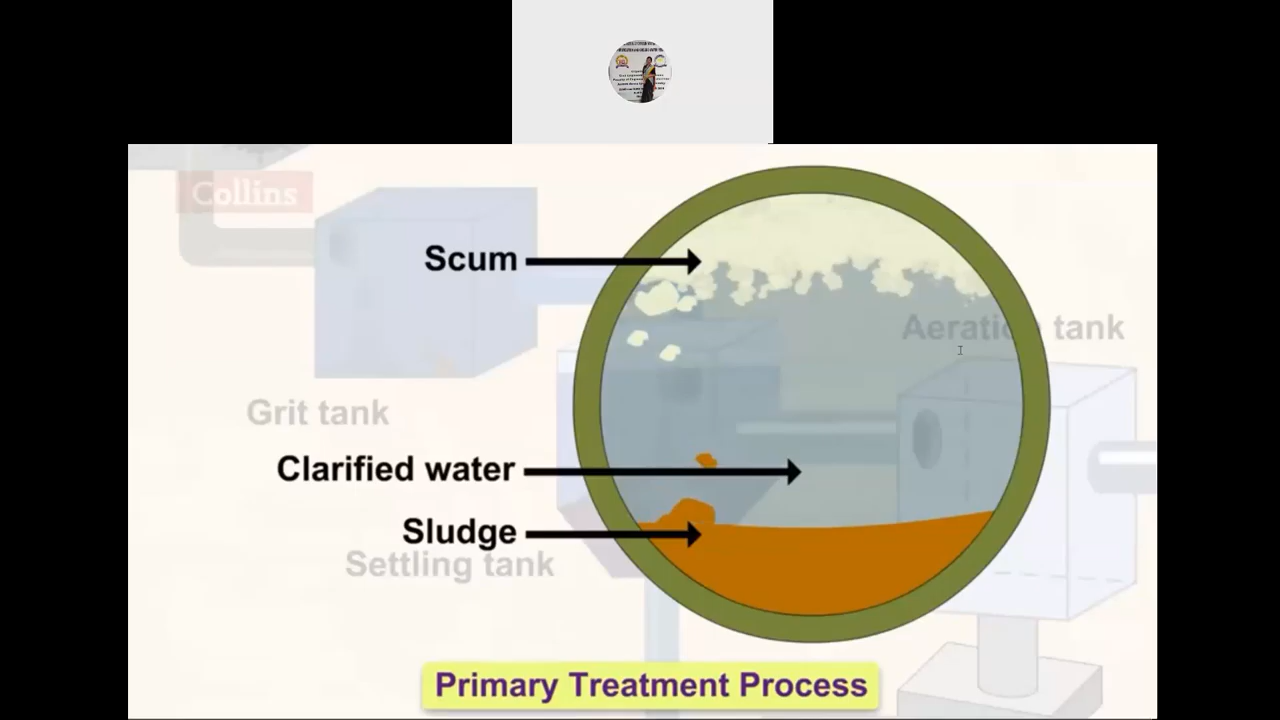 Collins
Scum
Aeration tank
Grit tank
Clarified water
Sludge
Settling tank
Primary Treatment Process